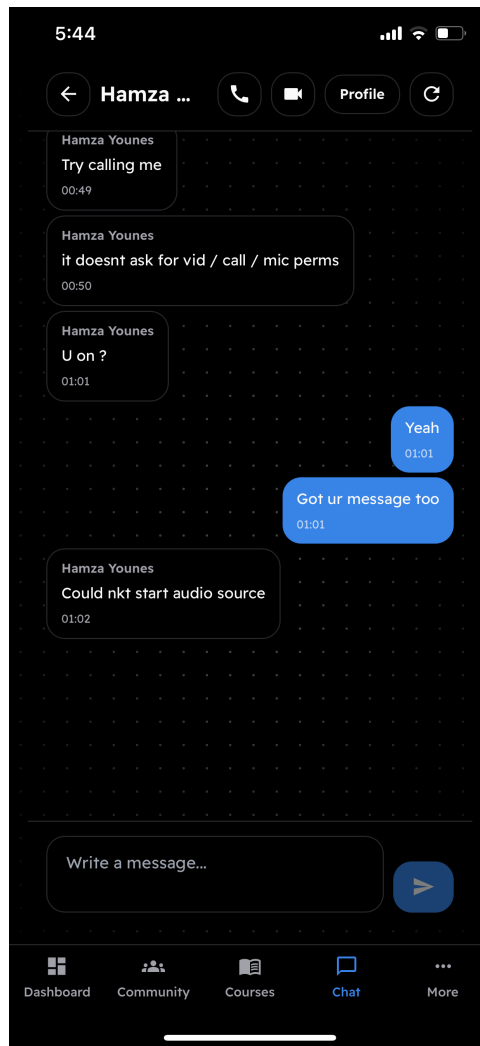 5:44
Hamza ...
Profile
Hamza Younes
Try calling me
00:49
Hamza Younes
it doesnt ask for vid / call / mic perms
00:50
Hamza Younes
U on ?
01:01
Yeah
01:01
Got ur message too
01:01
Hamza Younes
Could nkt start audio source
01:02
Write a message...
Dashboard
Community
Courses
Chat
More